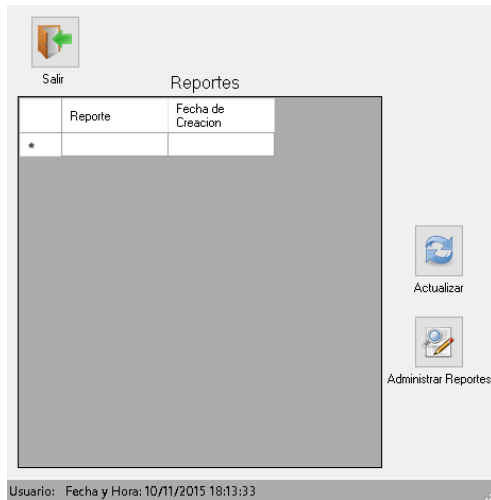 Salir
Reportes
Reporte
Fecha de
Creacion
*
Actualizar
Administrar Reportes
Usuario: Fecha y Hora: 10/11/2015 18:13:33